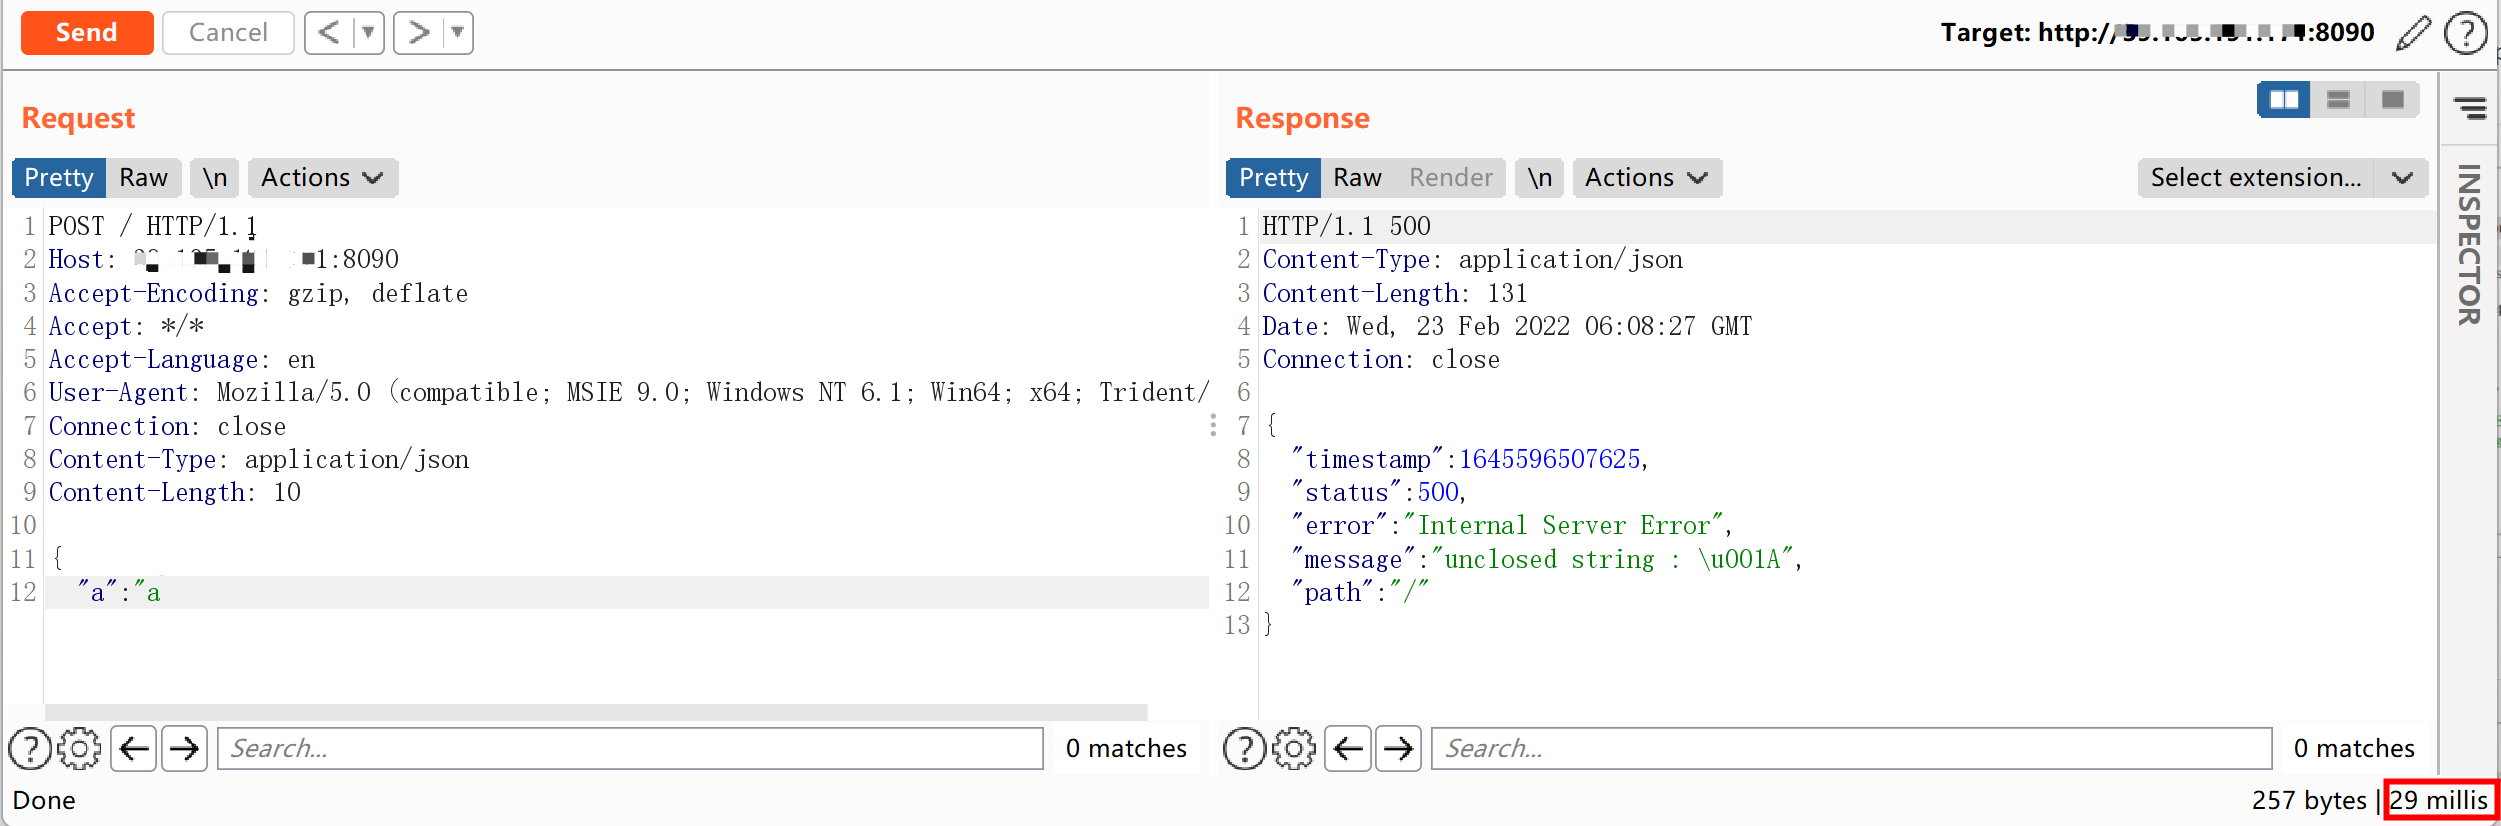 Send Cancel < > Target: http:// :8090
Request
Pretty Raw \n Actions
1 POST / HTTP/1.1
2 Host: 1:8090
3 Accept-Encoding: gzip, deflate
4 Accept: */*
5 Accept-Language: en
6 User-Agent: Mozilla/5.0 (compatible; MSIE 9.0; Windows NT 6.1; Win64; x64; Trident/
7 Connection: close
8 Content-Type: application/json
9 Content-Length: 10
10
11 {
12 "a":"a
Search...
0 matches
Response
Pretty Raw Render \n Actions Select extension...
1 HTTP/1.1 500
2 Content-Type: application/json
3 Content-Length: 131
4 Date: Wed, 23 Feb 2022 06:08:27 GMT
5 Connection: close
6
7 {
8 "timestamp":1645596507625,
9 "status":500,
10 "error":"Internal Server Error",
11 "message":"unclosed string : \u001A",
12 "path":"/"
13 }
Search...
0 matches
INSPECTOR
Done
257 bytes | 29 millis